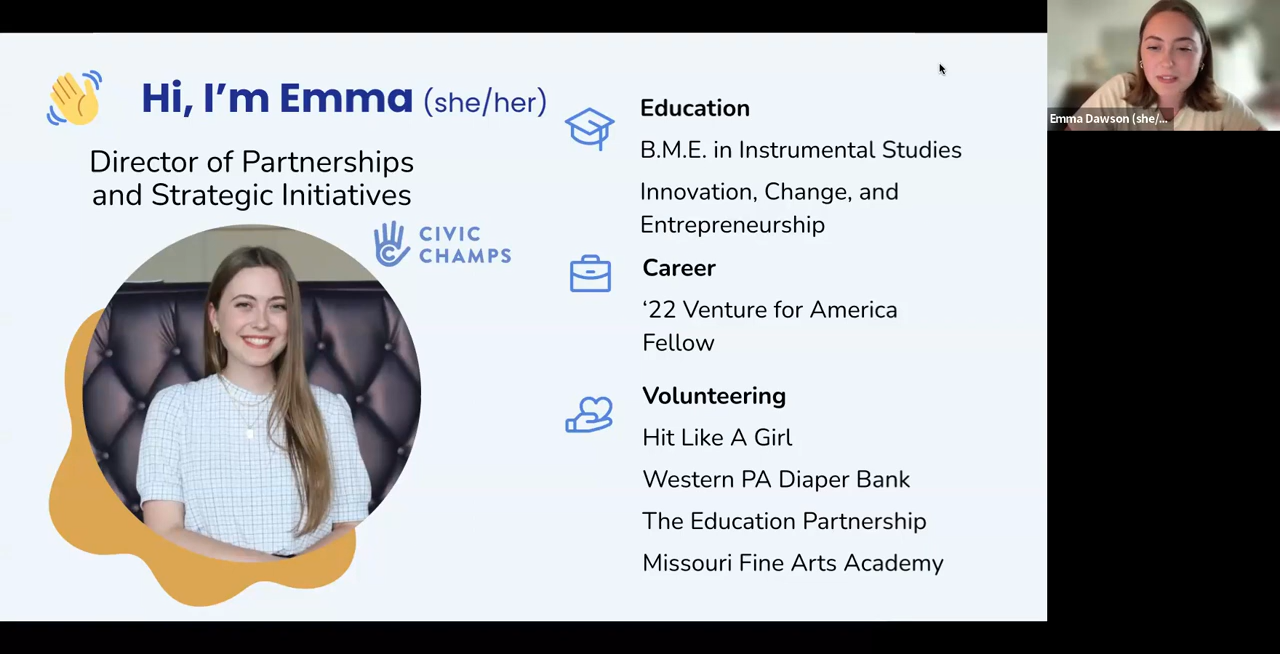 Hi, I’m Emma (she/her)
Director of Partnerships
and Strategic Initiatives
CIVIC
CHAMPS
Education
B.M.E. in Instrumental Studies
Innovation, Change, and
Entrepreneurship
Career
‘22 Venture for America
Fellow
Volunteering
Hit Like A Girl
Western PA Diaper Bank
The Education Partnership
Missouri Fine Arts Academy
Emma Dawson (she/...